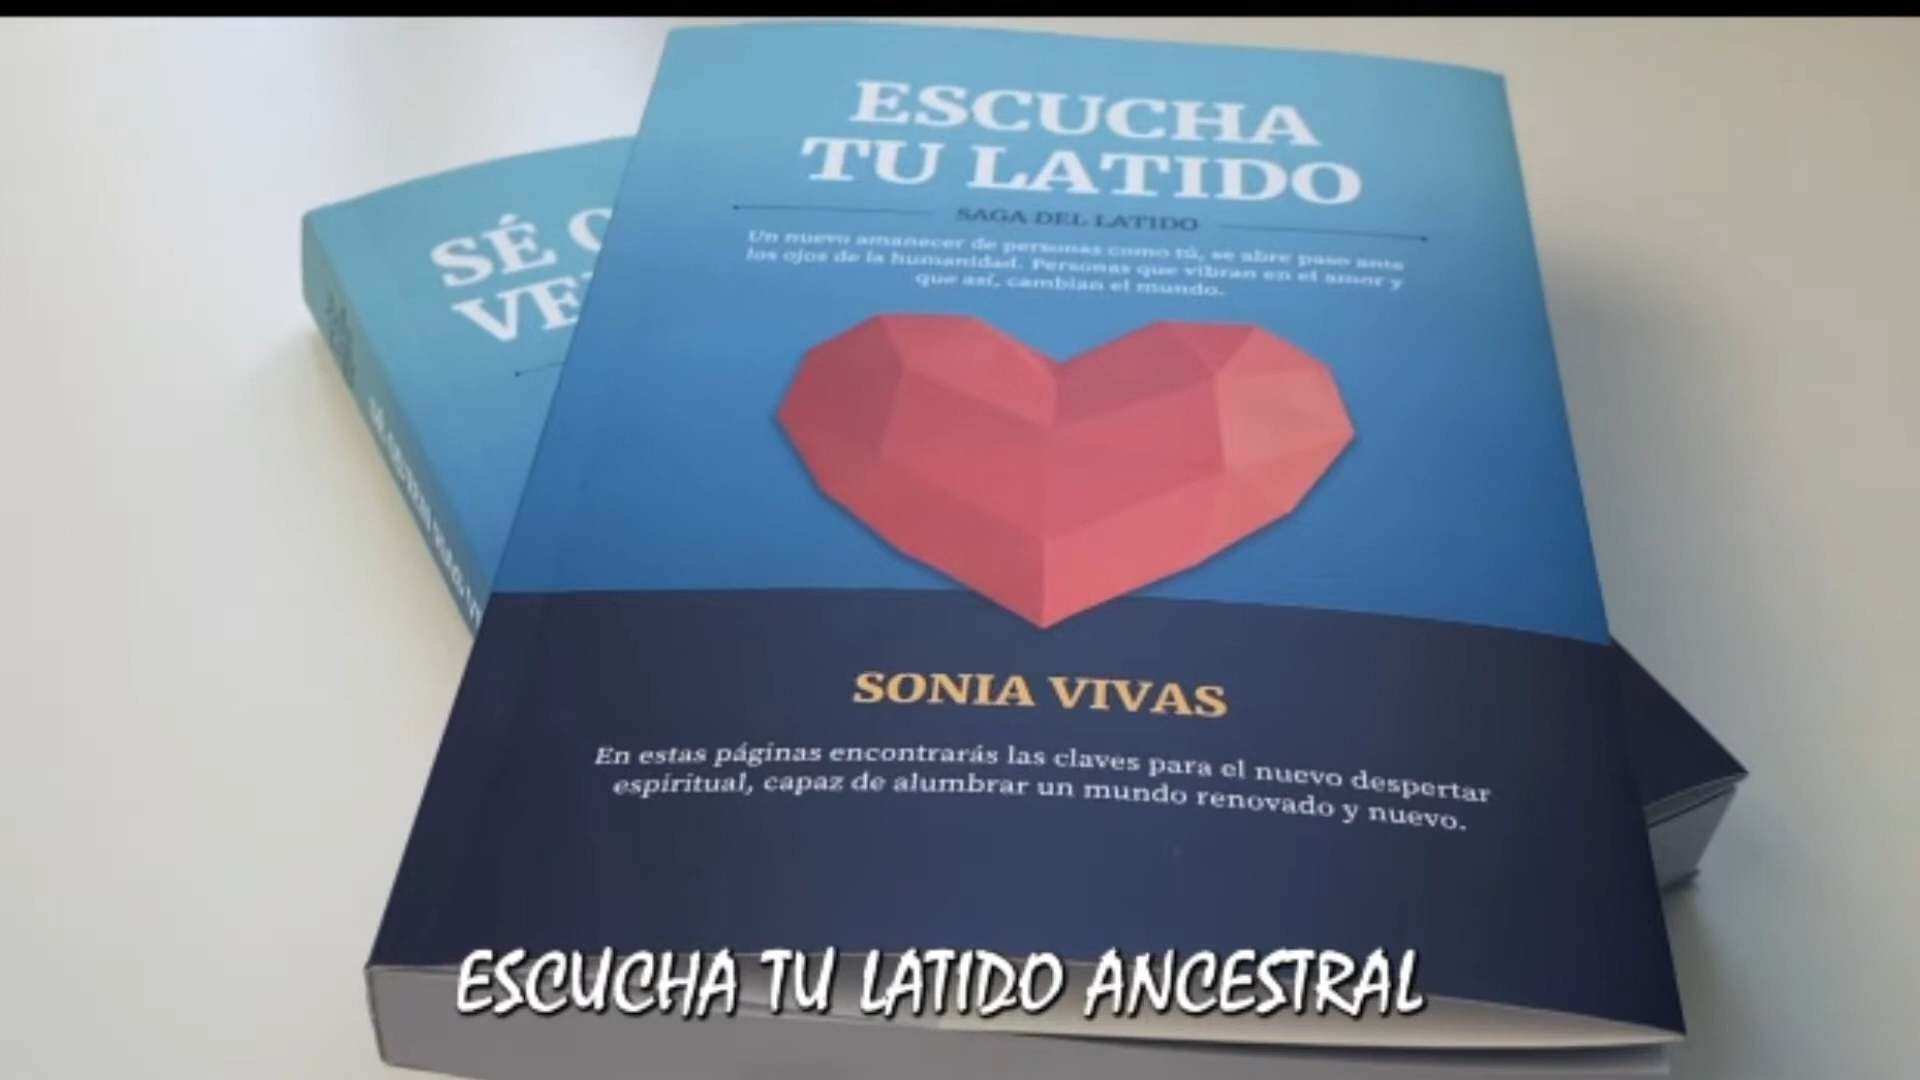 ESCUCHA
TU LATIDO
SAGA DEL LATIDO
Un nuevo amanecer de personas como tú, se abre paso ante
los ojos de la humanidad. Personas que vibran en el amor y
que así, cambian el mundo.
SONIA VIVAS
En estas páginas encontrarás las claves para el nuevo despertar
espiritual, capaz de alumbrar un mundo renovado y nuevo.
SÉ
ESCUCHA TU LATIDO ANCESTRAL